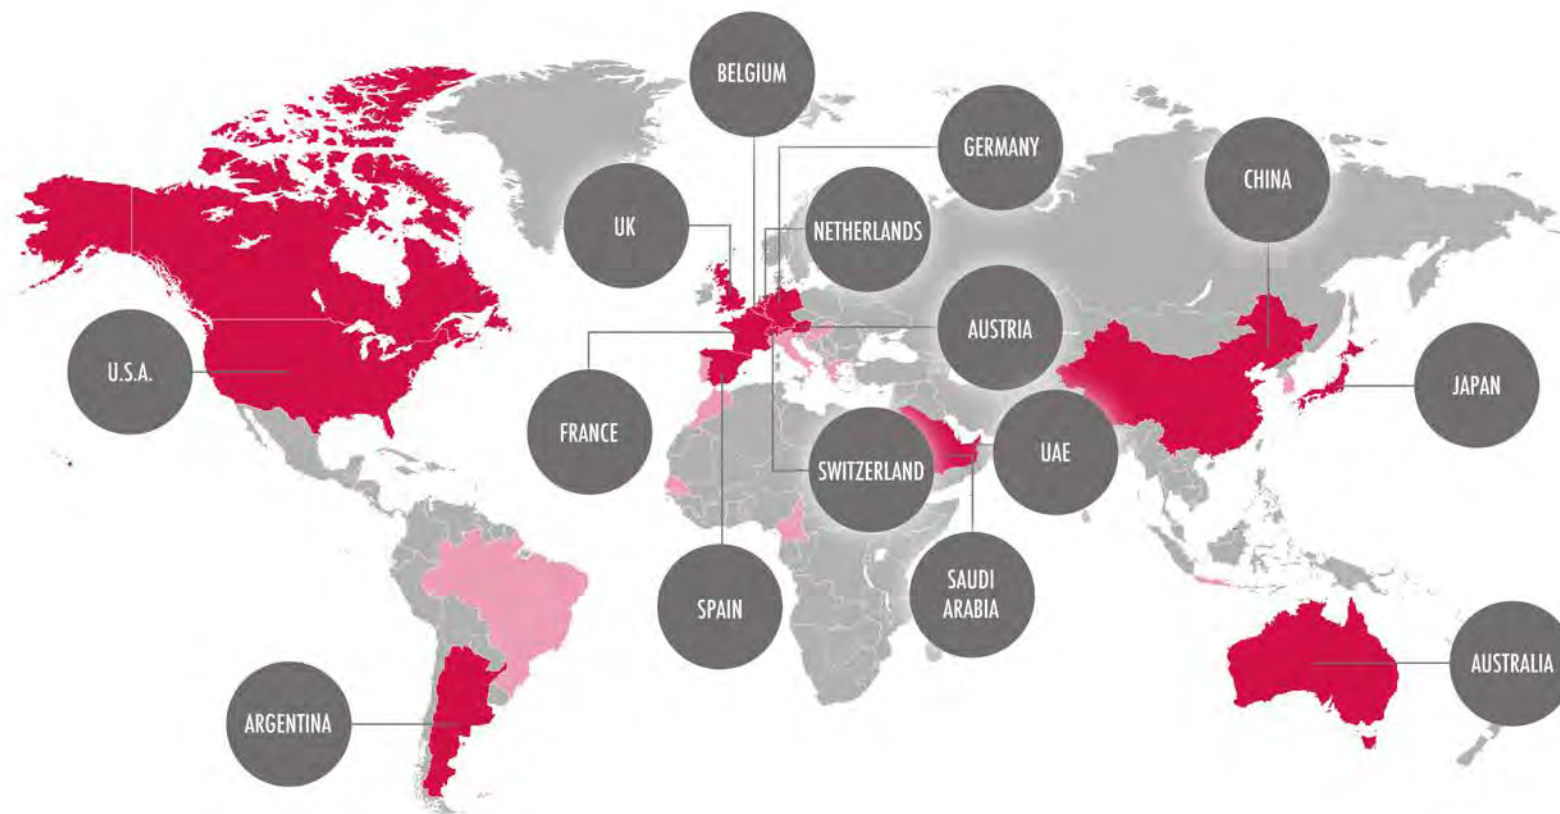 BELGIUM
GERMANY
CHINA
UK
NETHERLANDS
AUSTRIA
U.S.A.
JAPAN
FRANCE
SWITZERLAND
UAE
SPAIN
SAUDI
ARABIA
AUSTRALIA
ARGENTINA